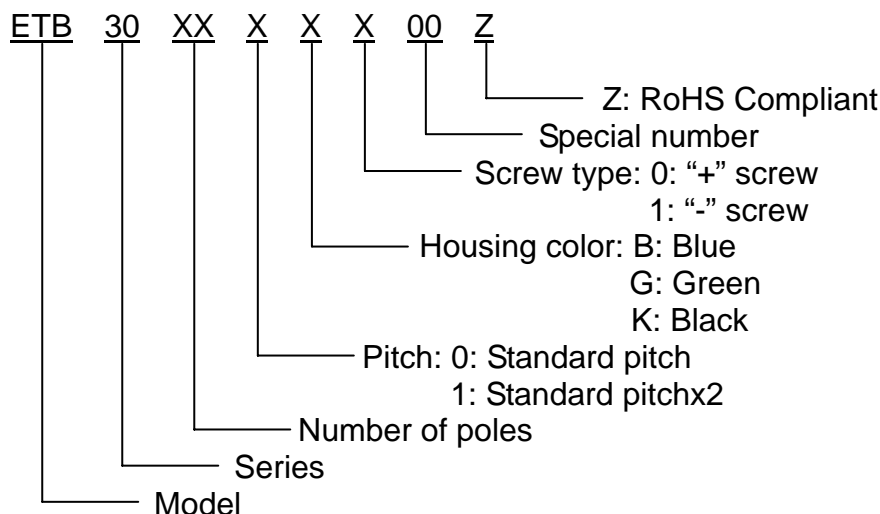 ETB 30 XX X X X 00 Z
Z: RoHS Compliant
Special number
Screw type: 0: “+” screw
1: “-” screw
Housing color: B: Blue
G: Green
K: Black
Pitch: 0: Standard pitch
1: Standard pitchx2
Number of poles
Series
Model